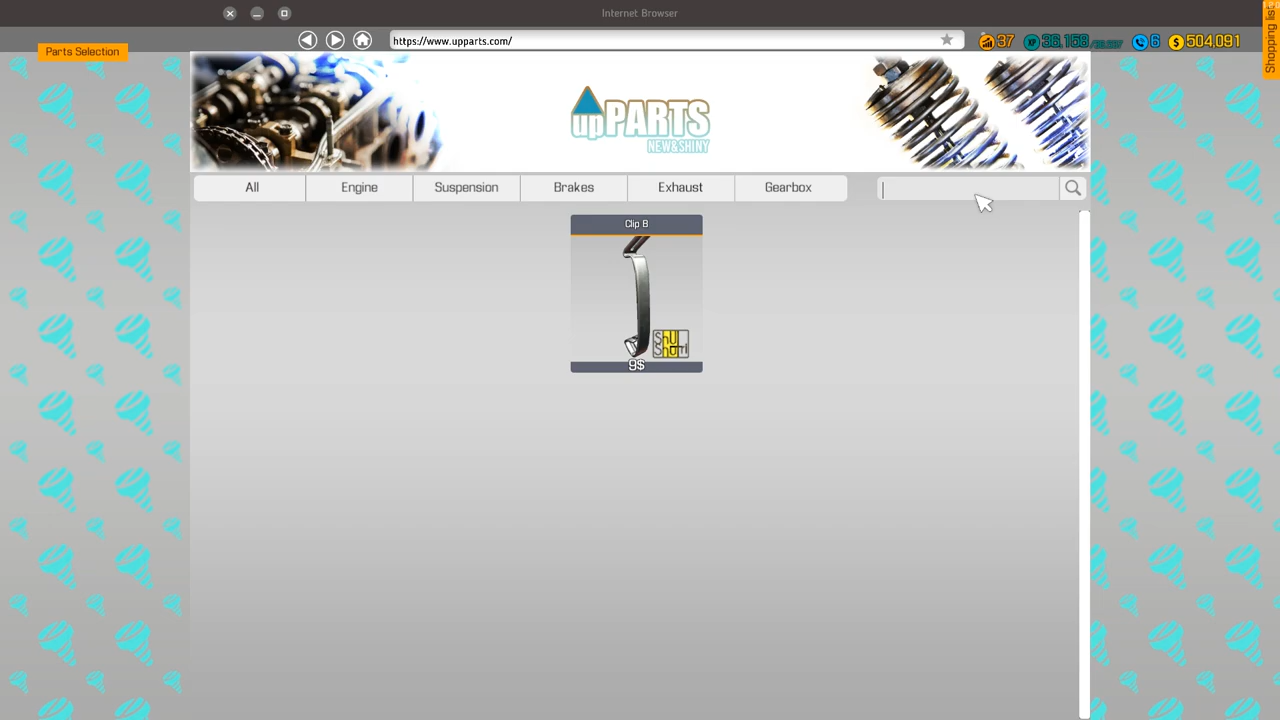 Internet Browser
Parts Selection
https://www.upparts.com/
37
6
504,091
Shopping list
upPARTS
NEW&SHINY
All
Engine
Suspension
Brakes
Exhaust
Gearbox
Clip B
9$